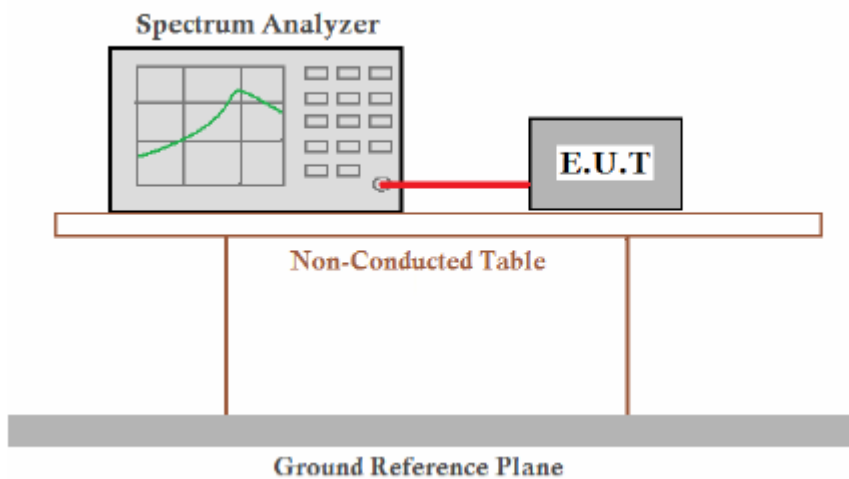 Spectrum Analyzer
E.U.T
Non-Conducted Table
Ground Reference Plane